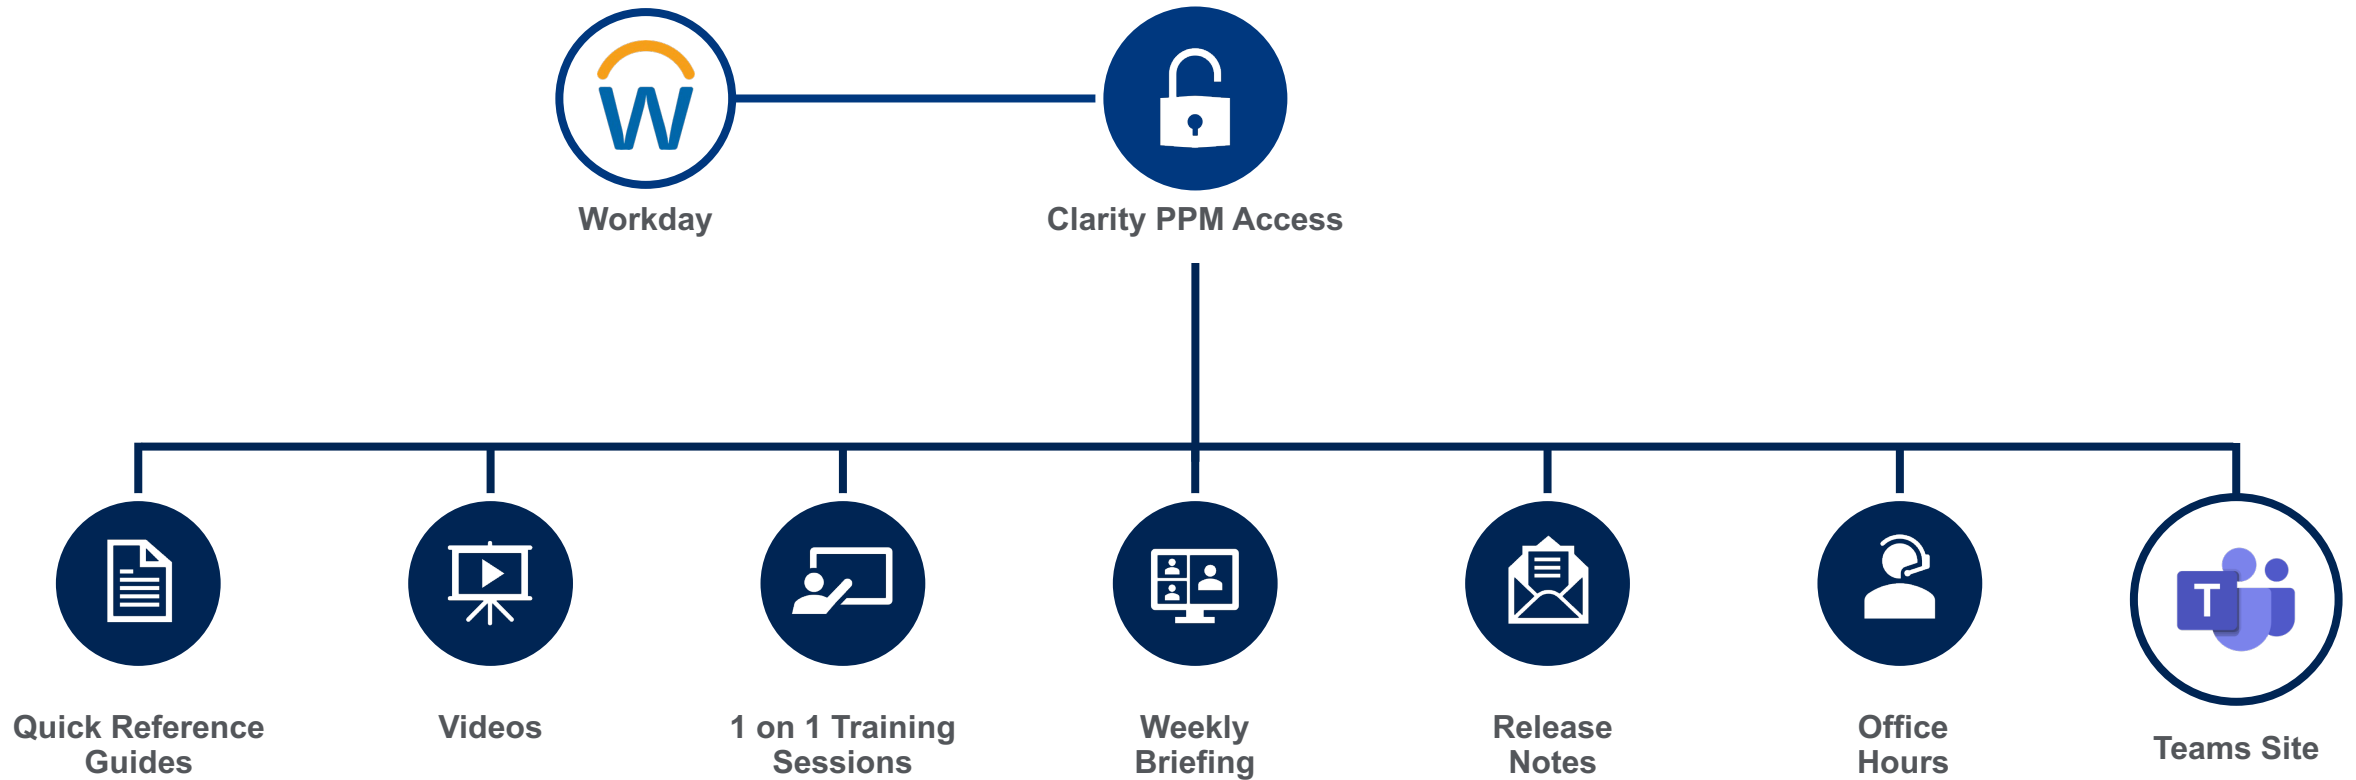 W
Workday
Clarity PPM Access
T
Quick Reference
Guides
Videos
1 on 1 Training
Sessions
Weekly
Briefing
Release
Notes
Office
Hours
Teams Site